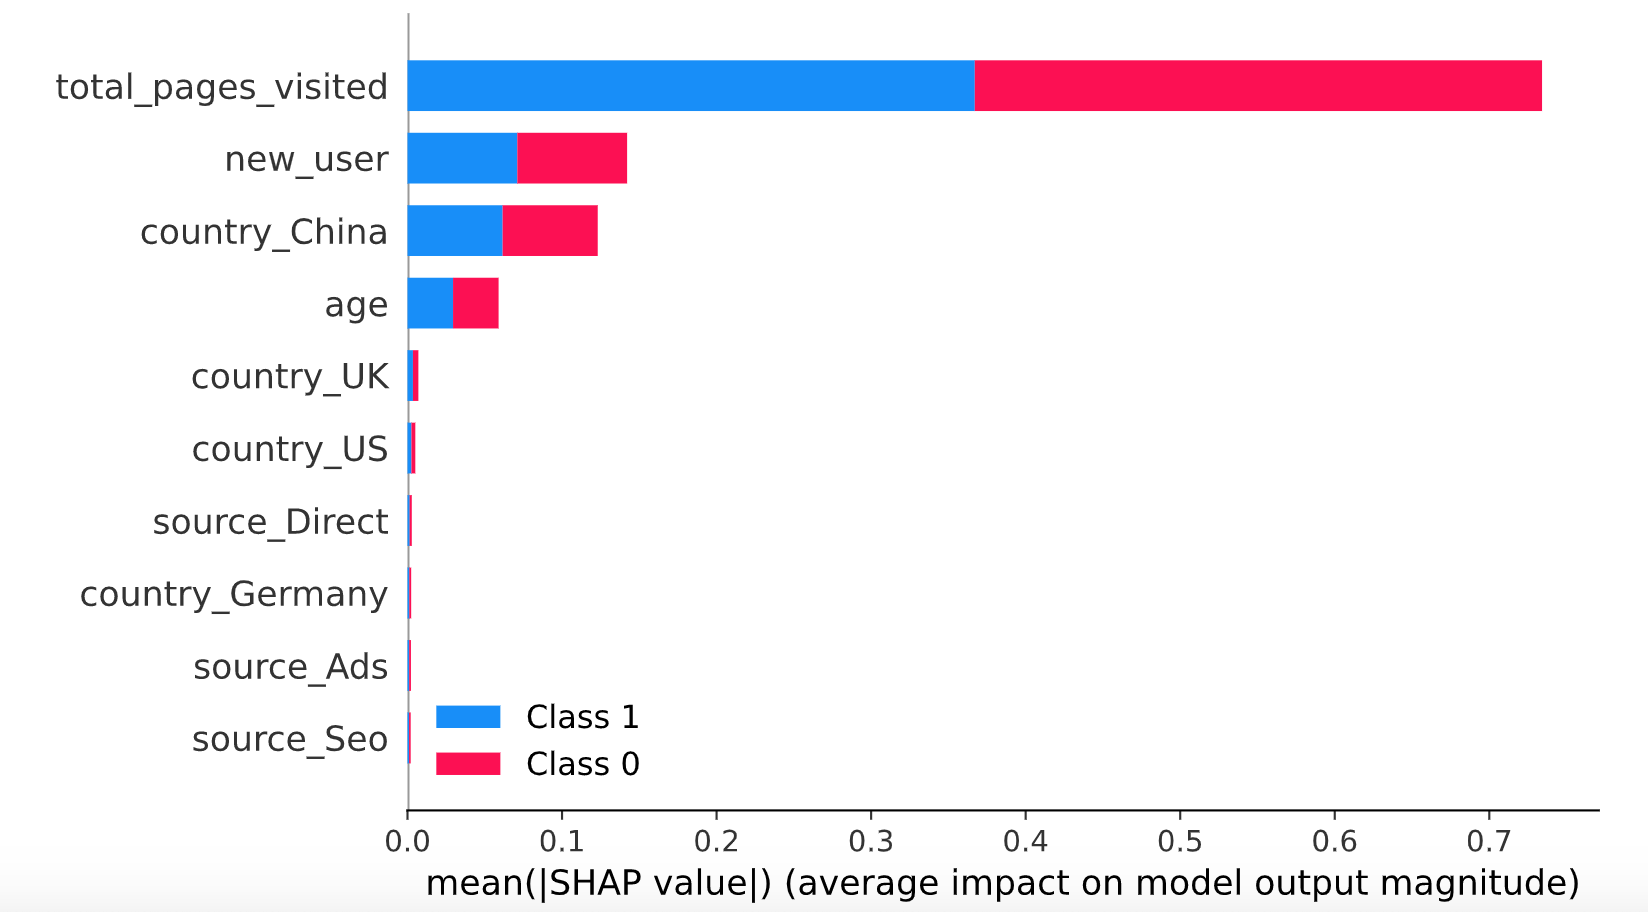 total_pages_visited
new_user
country_China
age
country_UK
country_US
source_Direct
country_Germany
source_Ads
source_Seo
Class 1
Class 0
0.0 0.1 0.2 0.3 0.4 0.5 0.6 0.7
mean(|SHAP value|) (average impact on model output magnitude)